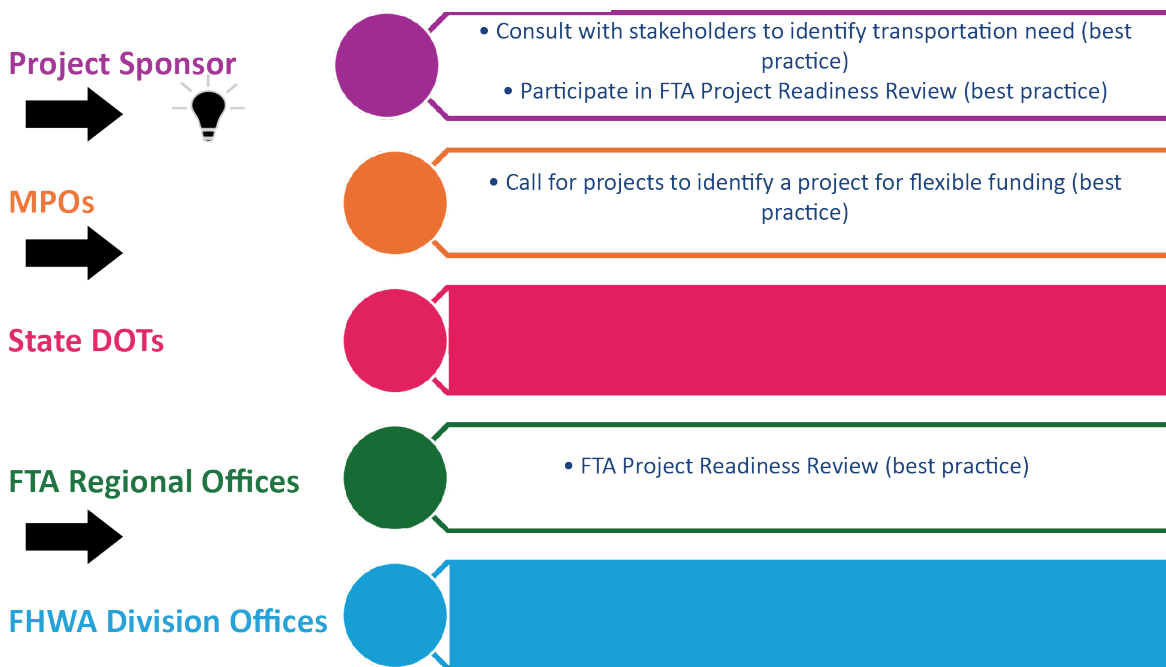 Project Sponsor
• Consult with stakeholders to identify transportation need (best
practice)
• Participate in FTA Project Readiness Review (best practice)
MPOs
• Call for projects to identify a project for flexible funding (best
practice)
State DOTs
FTA Regional Offices
• FTA Project Readiness Review (best practice)
FHWA Division Offices